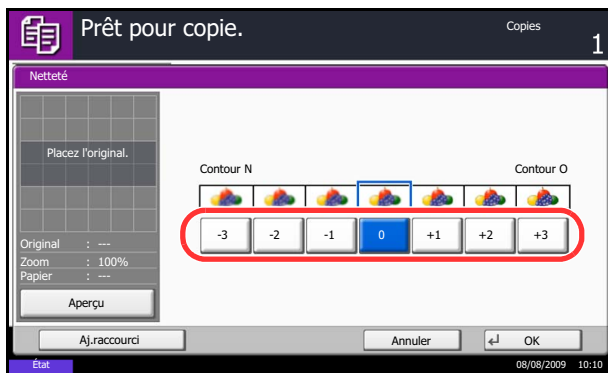 Prêt pour copie.
Copies
1
Netteté
Placez l'original.
Contour N
Contour O
-3
-2
-1
0
+1
+2
+3
Original : ---
Zoom : 100%
Papier : ---
Aperçu
Aj.raccourci
Annuler
OK
État
08/08/2009 10:10